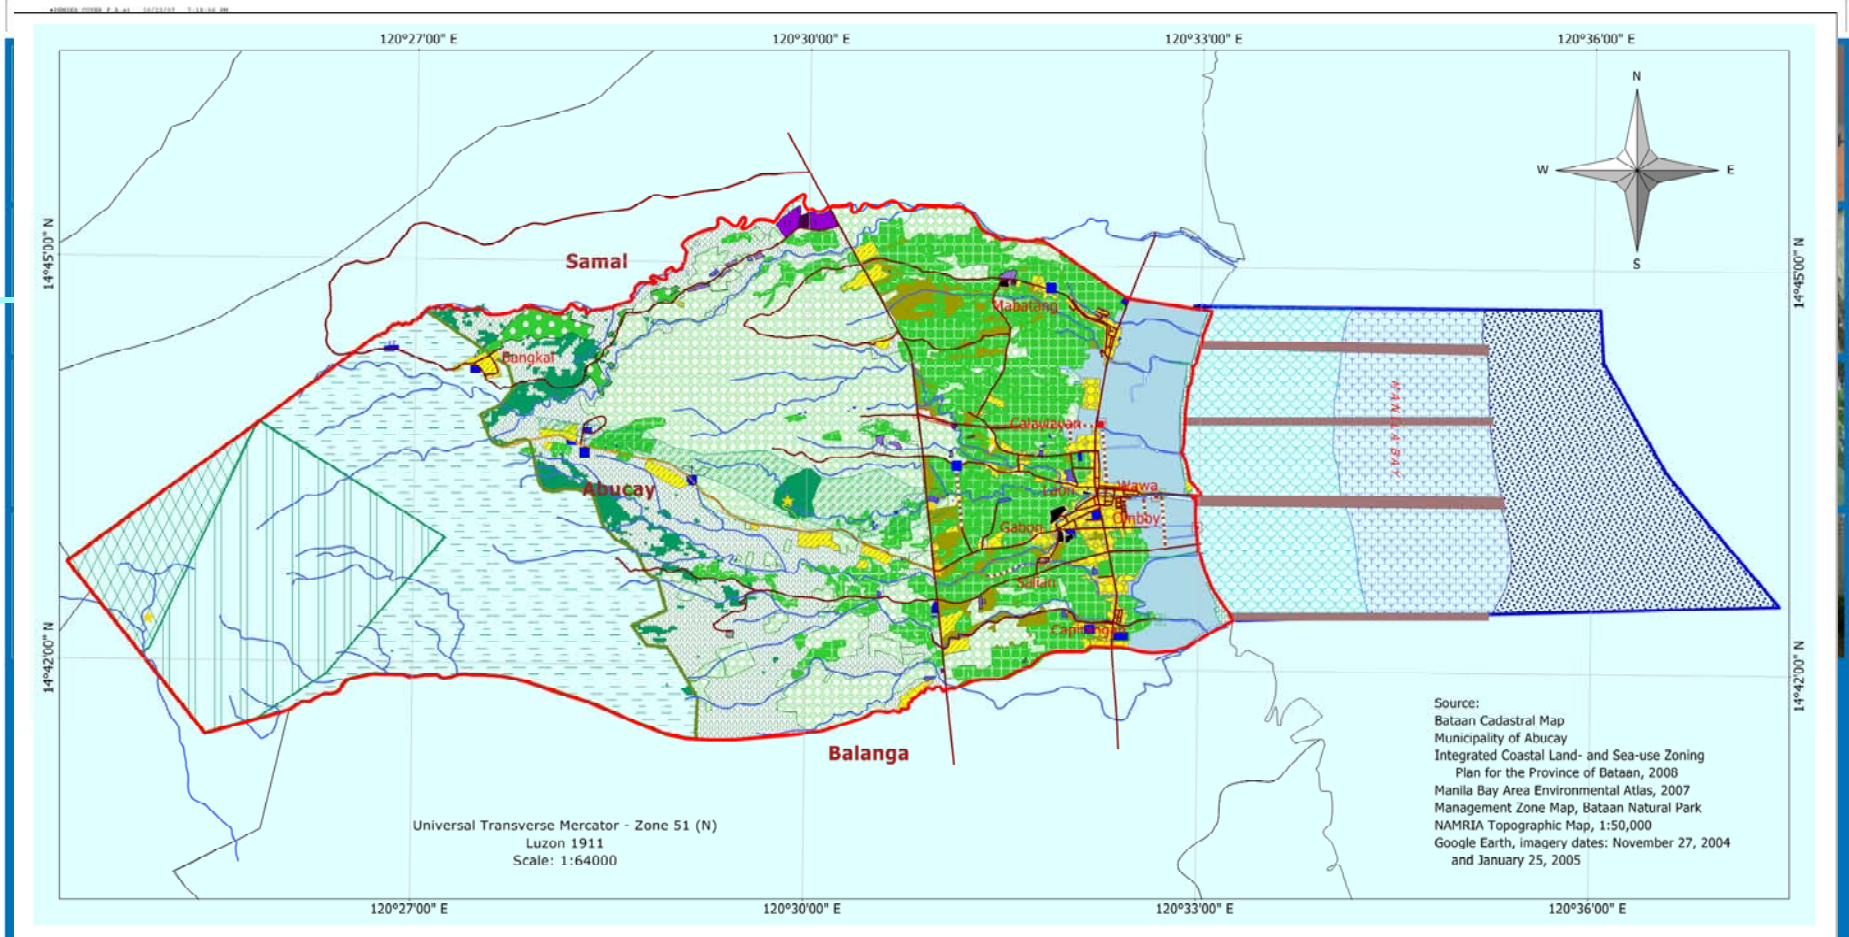 120°27'00" E
120°30'00" E
120°33'00" E
120°36'00" E
N
W
E
S
14°45'00" N
14°45'00" N
Samal
Mabatang
Bangkal
MANILA BAY
Calaylayan
Abucay
Laon
Wawa
Gabon
Omboy
Salian
Capitangan
14°42'00" N
14°42'00" N
Balanga
Universal Transverse Mercator - Zone 51 (N)
Luzon 1911
Scale: 1:64000
Source:
Bataan Cadastral Map
Municipality of Abucay
Integrated Coastal Land- and Sea-use Zoning
Plan for the Province of Bataan, 2008
Manila Bay Area Environmental Atlas, 2007
Management Zone Map, Bataan Natural Park
NAMRIA Topographic Map, 1:50,000
Google Earth, imagery dates: November 27, 2004
and January 25, 2005
120°27'00" E
120°30'00" E
120°33'00" E
120°36'00" E